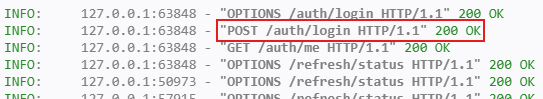 INFO:     127.0.0.1:63848 - "OPTIONS /auth/login HTTP/1.1" 200 OK
INFO:     127.0.0.1:63848 - "POST /auth/login HTTP/1.1" 200 OK
INFO:     127.0.0.1:63848 - "GET /auth/me HTTP/1.1" 200 OK
INFO:     127.0.0.1:63848 - "OPTIONS /refresh/status HTTP/1.1" 200 OK
INFO:     127.0.0.1:50973 - "OPTIONS /refresh/status HTTP/1.1" 200 OK
INFO:     127.0.0.1:57915 - "OPTIONS /refresh/status HTTP/1.1" 200 OK